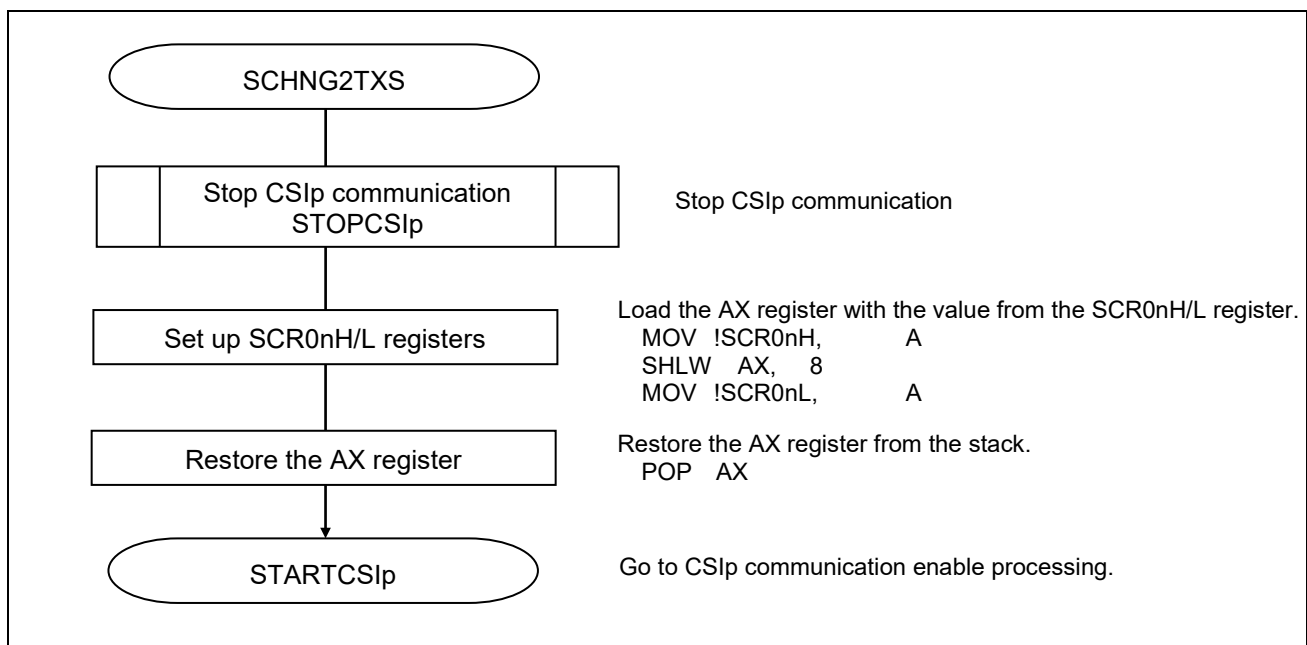 SCHNG2TXS
Stop CSIp communication
STOPCSIp
Stop CSIp communication
Set up SCR0nH/L registers
Load the AX register with the value from the SCR0nH/L register.
MOV !SCR0nH, A
SHLW AX, 8
MOV !SCR0nL, A
Restore the AX register
Restore the AX register from the stack.
POP AX
STARTCSIp
Go to CSIp communication enable processing.